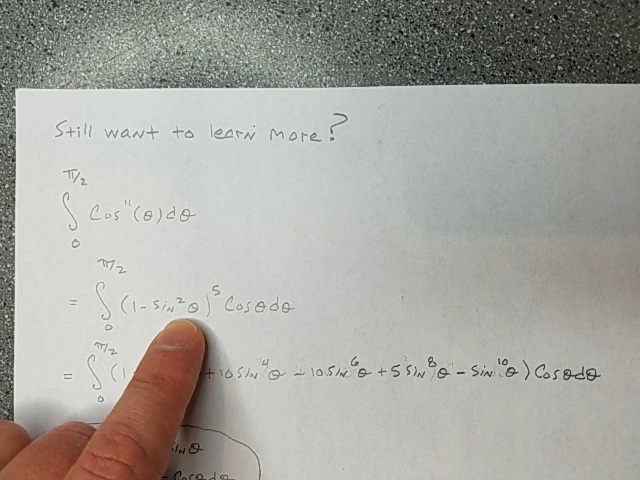 Still want to learn more?
π/2
∫ Cos¹¹(θ)dθ
0
π/2
= ∫ (1-sin²θ)⁵ Cosθdθ
0
π/2
= ∫ (1 +10sin⁴θ -10sin⁶θ +5sin⁸θ - sin¹⁰θ) Cosθdθ
0
sinθ
Cosθdθ